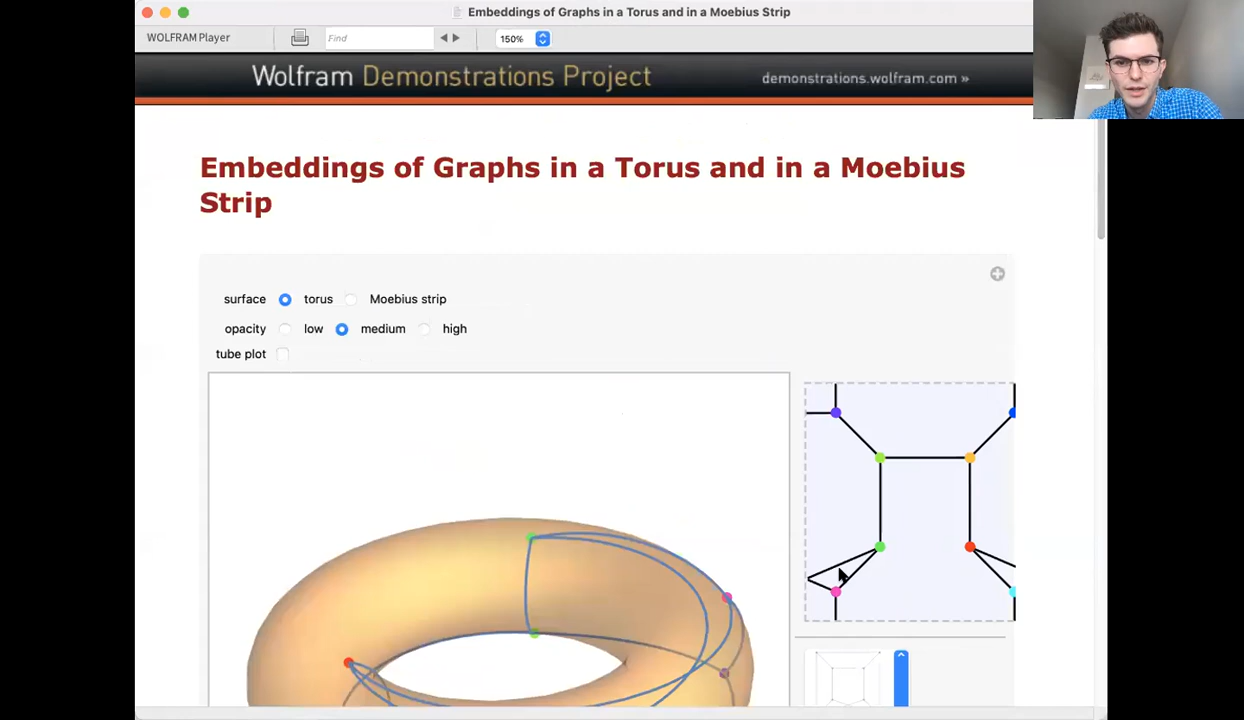 Embeddings of Graphs in a Torus and in a Moebius Strip
WOLFRAM Player
Find
150%
Wolfram Demonstrations Project
demonstrations.wolfram.com »
Embeddings of Graphs in a Torus and in a Moebius
Strip
surface torus Moebius strip
opacity low medium high
tube plot